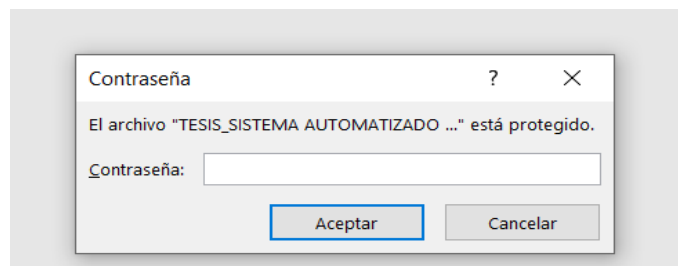 Contraseña ? ×
El archivo "TESIS_SISTEMA AUTOMATIZADO ..." está protegido.
Contraseña:
Aceptar Cancelar